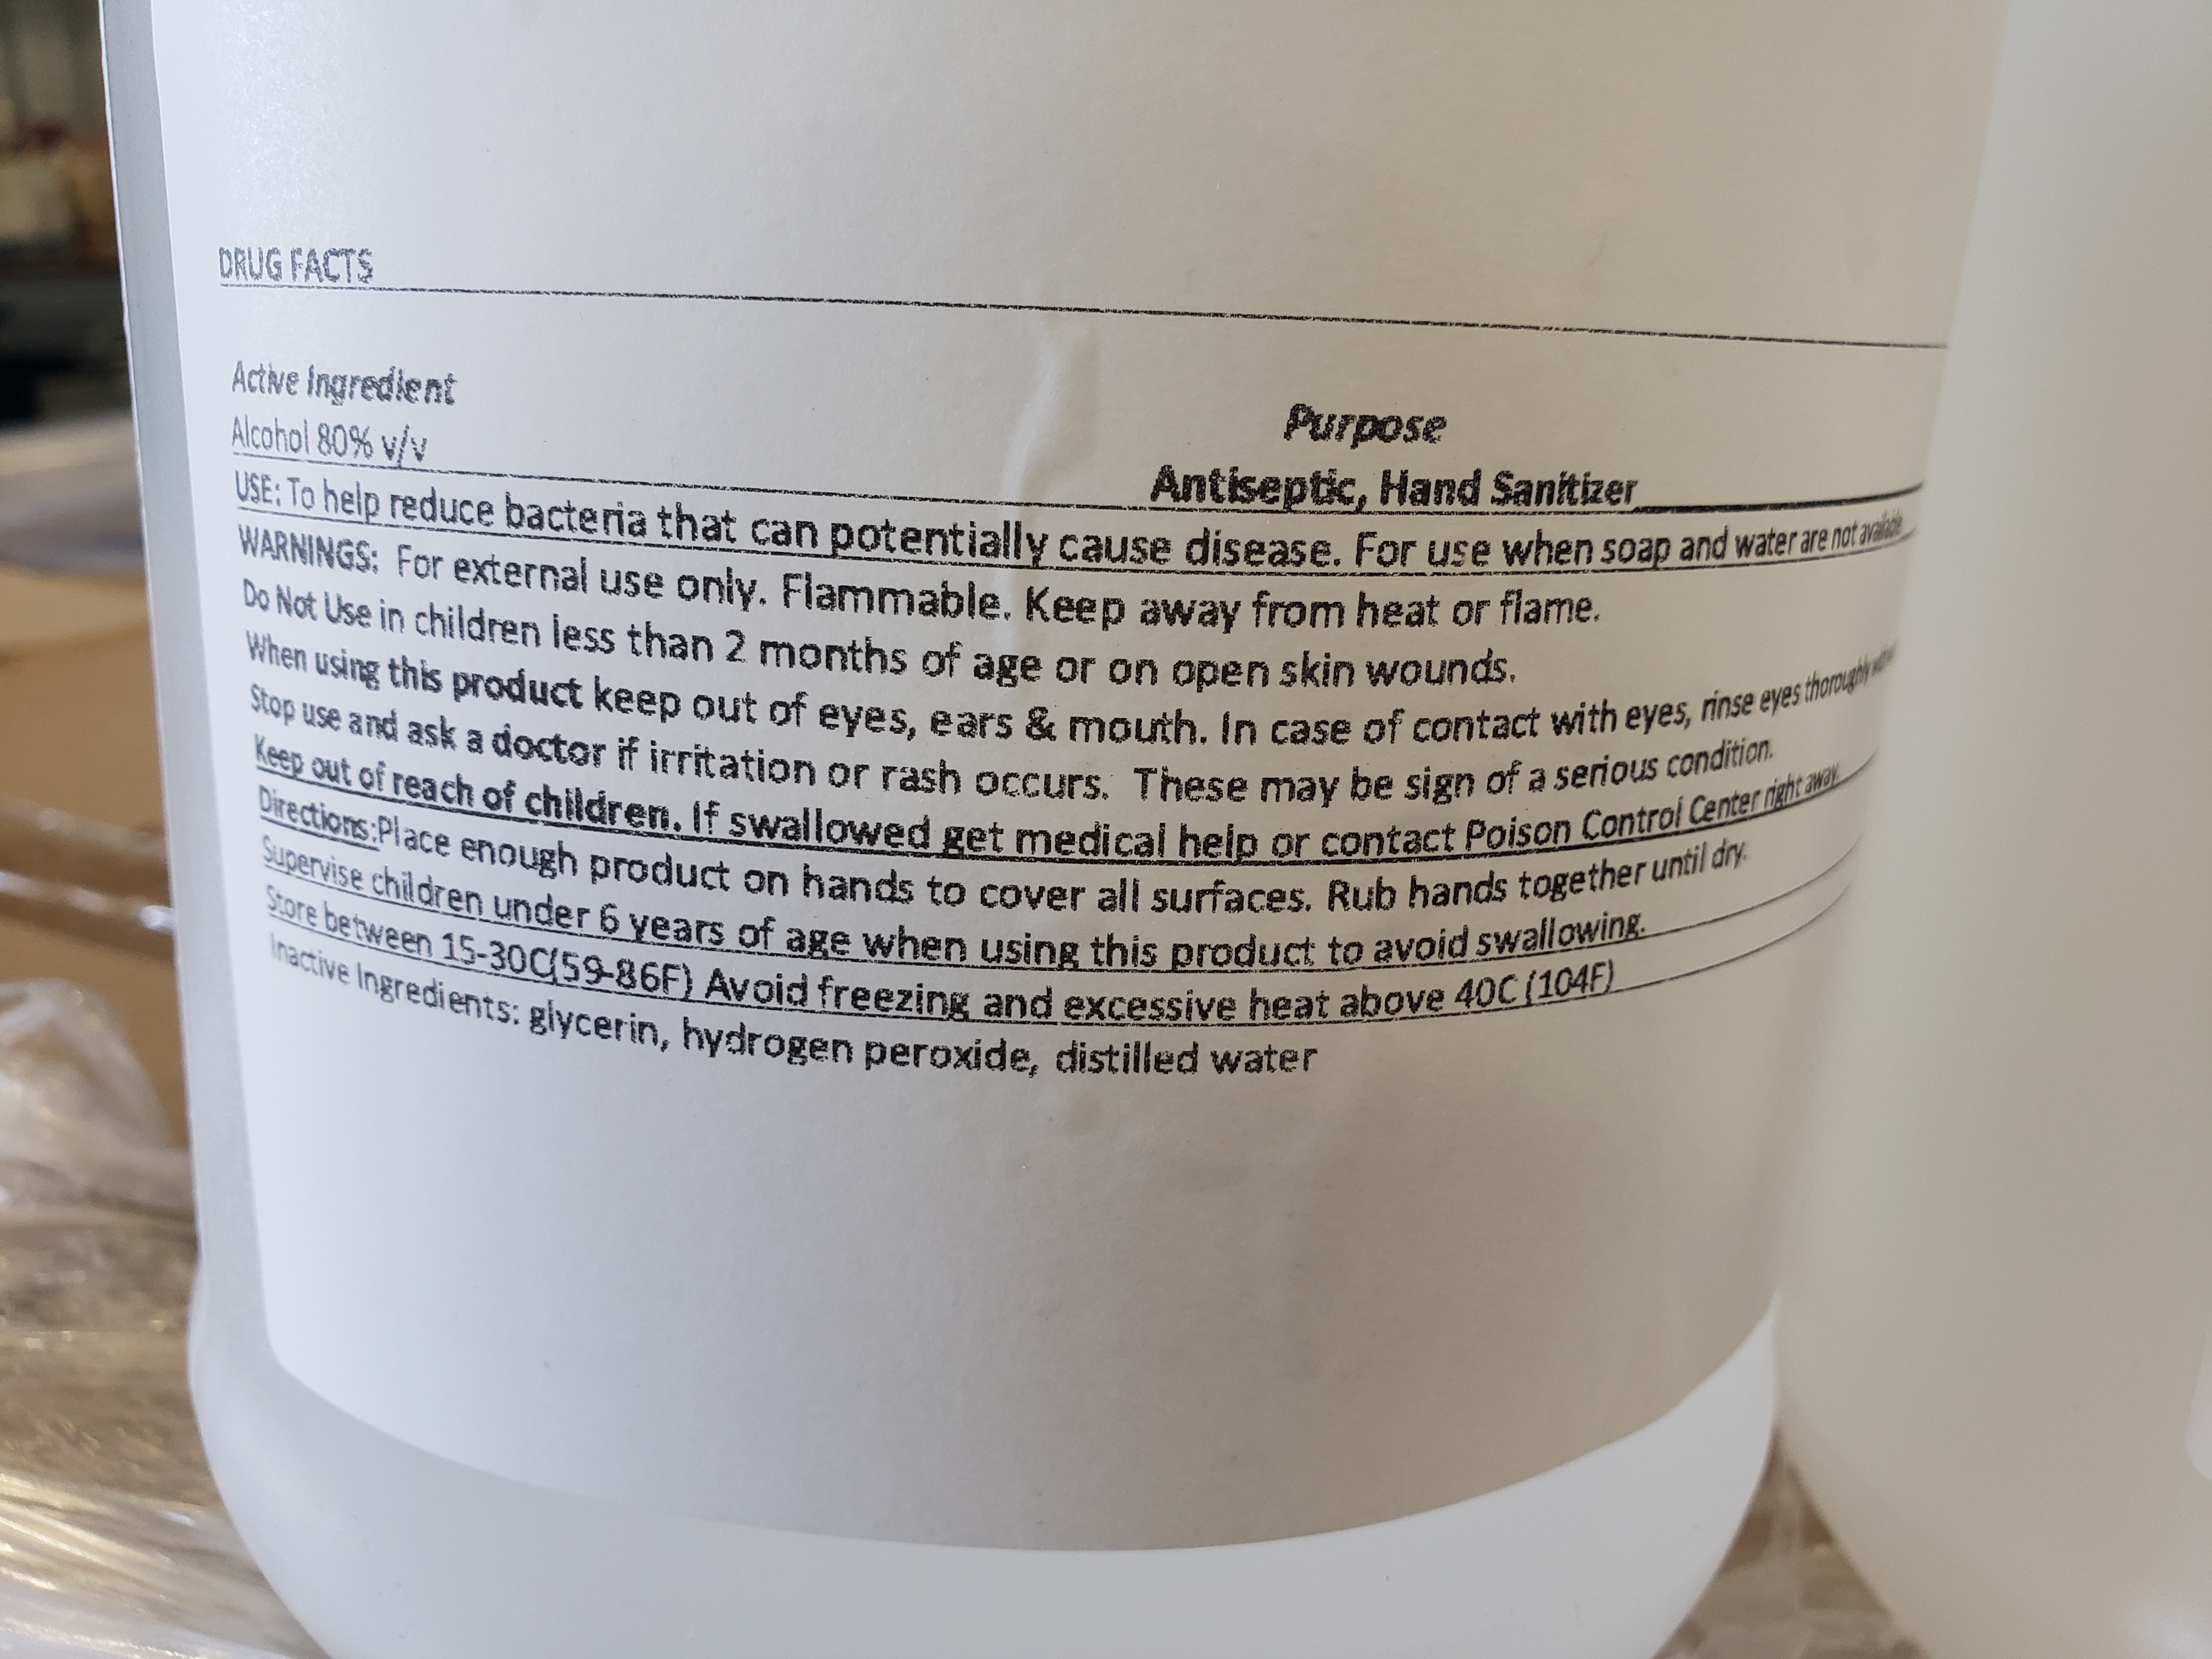 DRUG FACTS
Active Ingredient
Purpose
Alcohol 80% v/v
Antiseptic, Hand Sanitizer
USE: To help reduce bacteria that can potentially cause disease. For use when soap and water are not available.
WARNINGS: For external use only. Flammable. Keep away from heat or flame.
Do Not Use in children less than 2 months of age or on open skin wounds.
When using this product keep out of eyes, ears & mouth. In case of contact with eyes, rinse eyes thoroughly
Stop use and ask a doctor if irritation or rash occurs. These may be sign of a serious condition.
Keep out of reach of children. If swallowed get medical help or contact Poison Control Center right away.
Directions:Place enough product on hands to cover all surfaces. Rub hands together until dry.
Supervise children under 6 years of age when using this product to avoid swallowing.
Store between 15-30C(59-86F) Avoid freezing and excessive heat above 40C (104F)
Inactive Ingredients: glycerin, hydrogen peroxide, distilled water